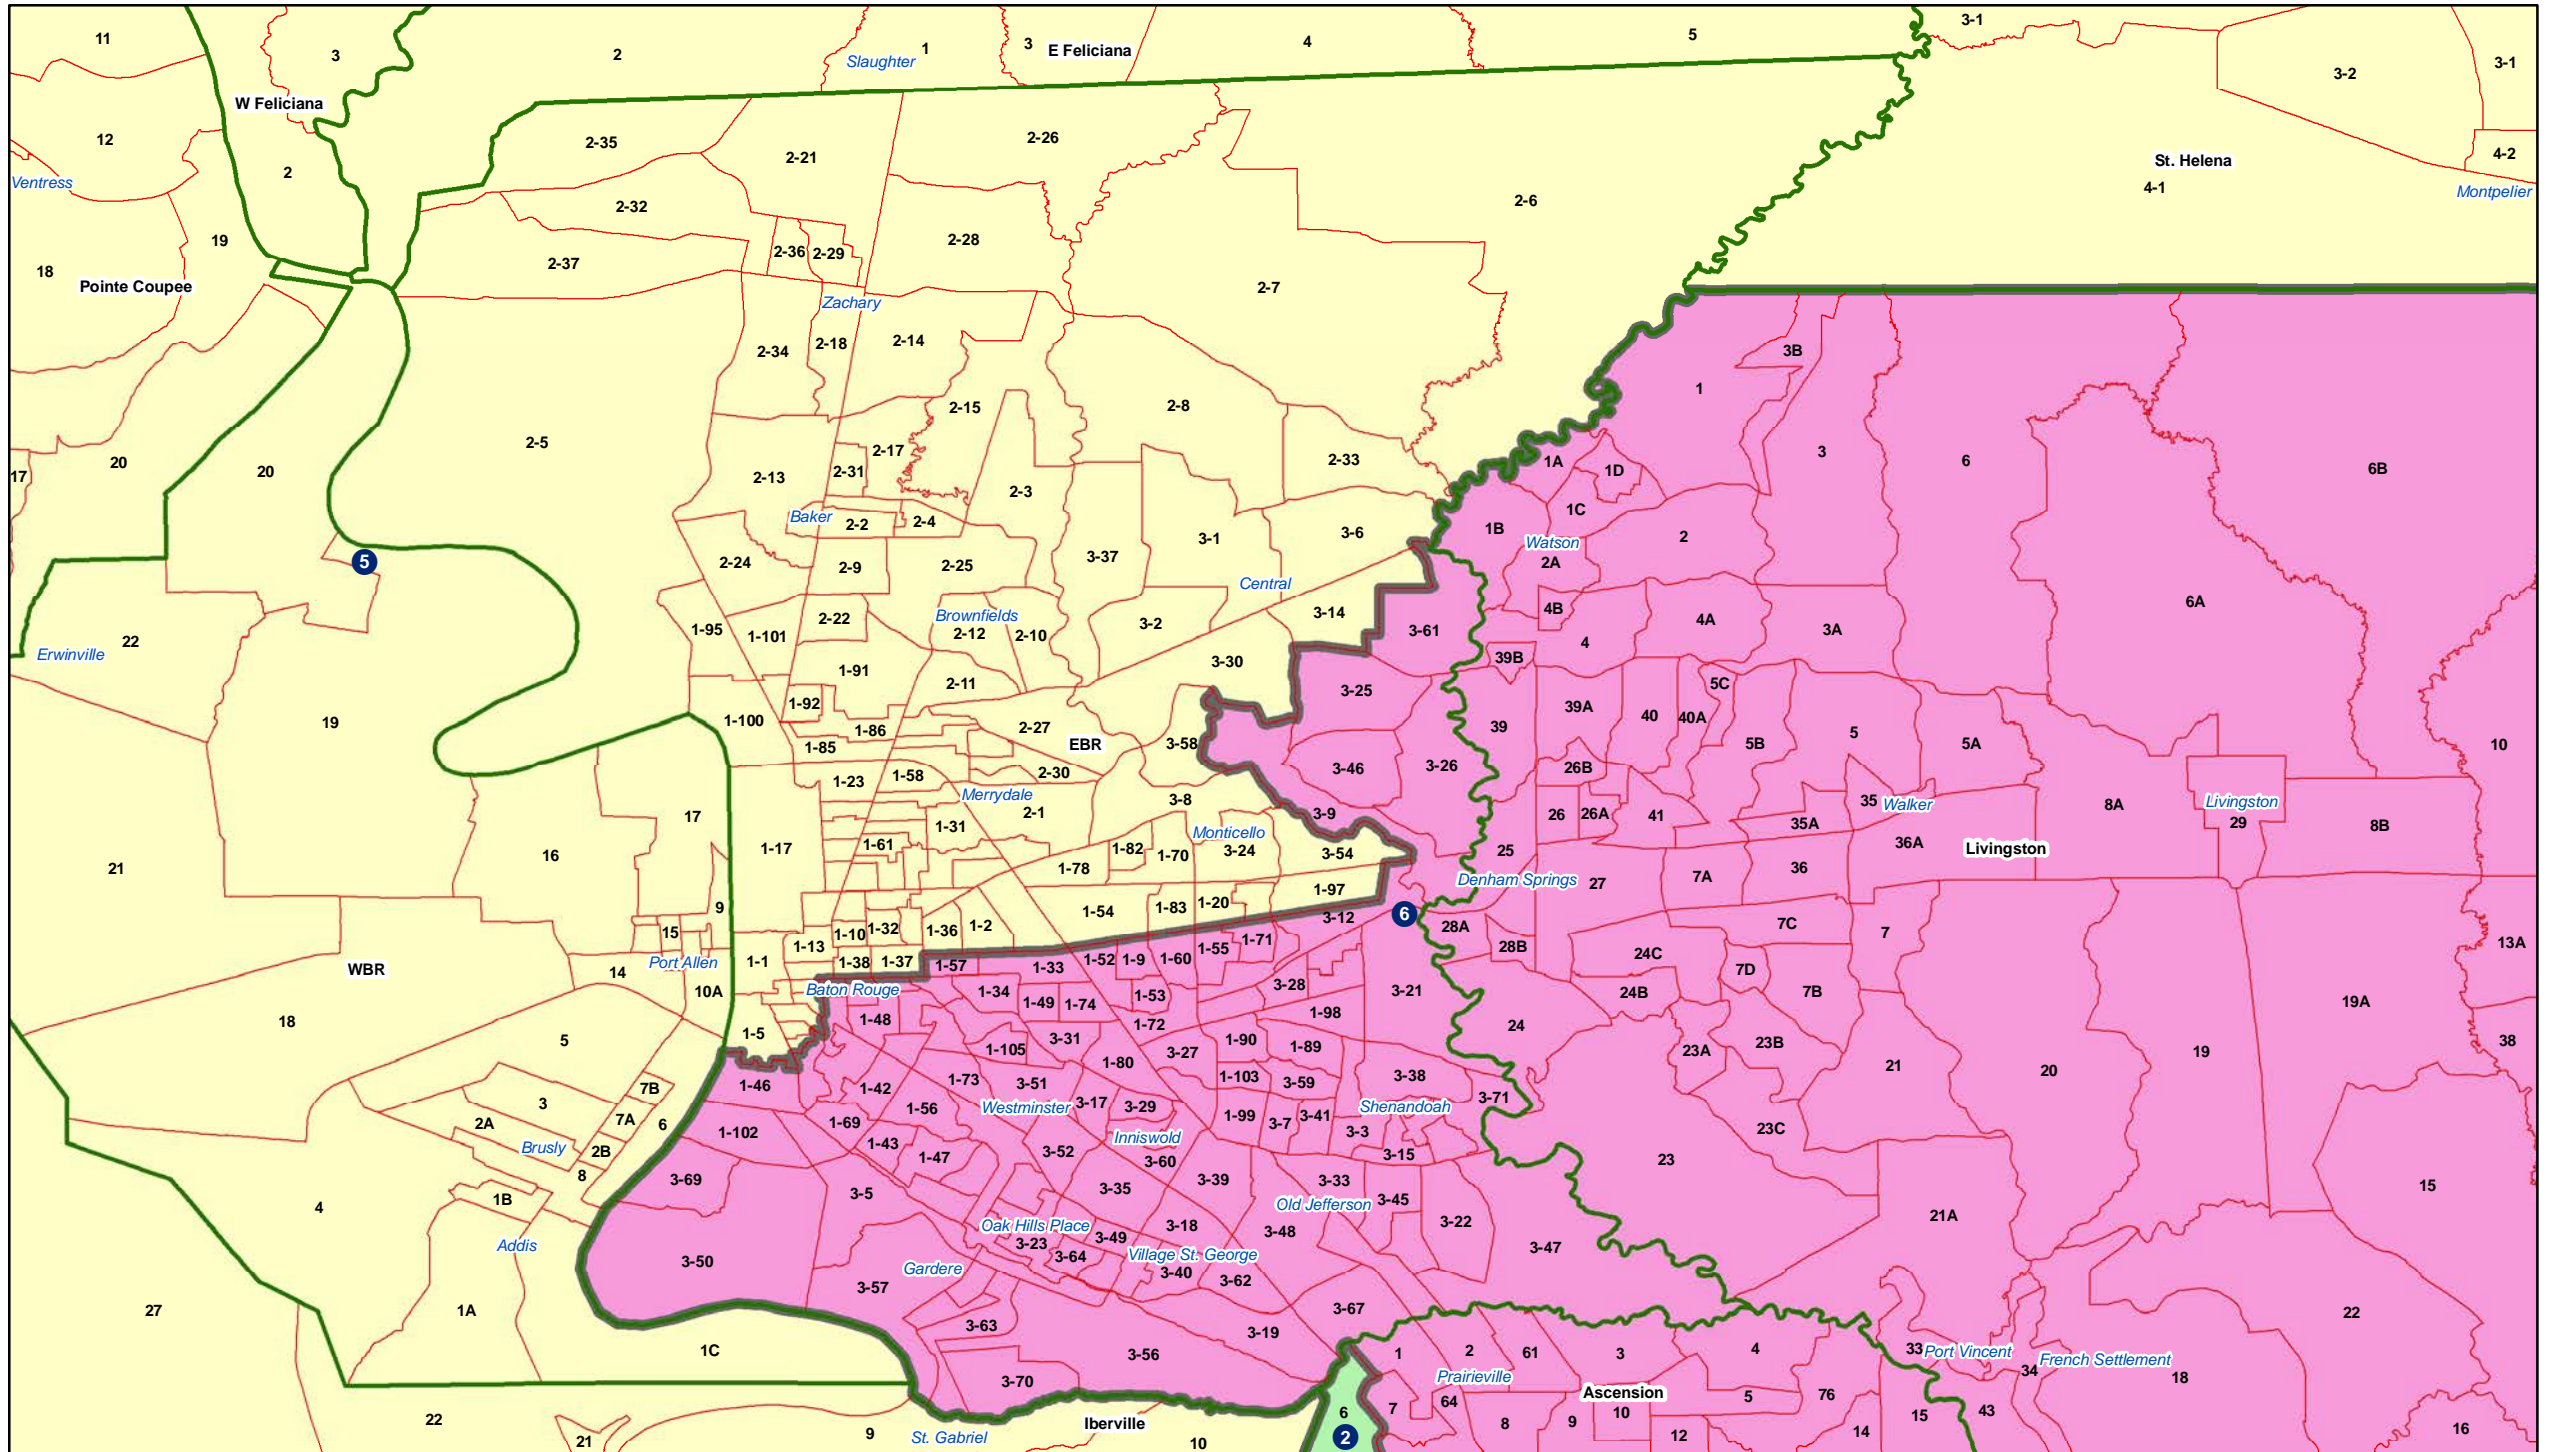 11
3
2
Slaughter
1
3
E Feliciana
4
5
3-1
3-2
3-1
W Feliciana
12
2-35
2-21
2-26
4-2
St. Helena
4-1
Montpelier
Ventress
2
2-32
2-6
19
2-36
2-29
2-28
18
Pointe Coupee
2-37
2-7
Zachary
2-34
2-18
2-14
3B
1
2-15
2-8
2-5
2-17
2-33
1A
1D
3
6
6B
20
20
17
2-13
2-31
2-3
1C
Baker
2-2
2-4
3-1
3-6
1B
Watson
2
5
2-24
2-9
2-25
3-37
2A
Central
3-14
4B
6A
22
Erwinville
1-95
1-101
2-22
Brownfields
2-12
2-10
3-2
3-61
4
4A
3A
1-91
2-11
3-30
39B
3-25
5C
1-92
1-100
19
1-86
2-27
EBR
3-58
39
39A
40
40A
5B
5
5A
10
1-85
3-46
3-26
26B
1-23
1-58
2-30
Merrydale
3-8
2-1
3-9
26
26A
41
35
Walker
35A
8A
Livingston
29
8B
17
1-31
Monticello
1-17
1-61
16
1-82
1-70
3-24
3-54
25
36A
Livingston
21
1-78
Denham Springs
27
7A
36
1-97
9
1-54
1-83
1-20
3-12
6
28A
7C
7
15
1-10
1-32
1-36
1-2
1-13
1-71
1-55
28B
24C
13A
WBR
14
Port Allen
1-1
1-38
1-37
1-57
1-33
1-52
1-9
1-60
7D
10A
Baton Rouge
1-34
1-49
1-74
1-53
3-28
3-21
24B
7B
19A
18
1-48
1-98
1-72
24
5
1-5
3-31
1-90
1-89
23B
38
1-105
1-80
3-27
23A
19
21
20
7B
1-46
1-42
1-73
3-51
1-103
3-59
3-38
3-71
3
2A
7A
6
1-56
Westminster
3-17
3-29
Shenandoah
1-69
1-99
3-7
3-41
3-3
23C
1-102
Brusly
2B
1-43
1-47
3-52
Inniswold
3-60
3-15
23
8
3-69
3-5
3-35
3-39
3-33
15
1B
4
Old Jefferson
3-45
3-22
21A
Oak Hills Place
3-18
3-48
3-23
3-49
3-47
Addis
3-64
Village St. George
3-50
Gardere
3-40
3-62
3-57
27
1A
3-67
22
3-63
3-19
1C
3-56
1
2
61
3
4
33
Port Vincent
34
French Settlement
3-70
Prairieville
18
Ascension
5
76
22
Iberville
6
7
64
8
9
10
15
43
21
9
St. Gabriel
10
2
12
14
16